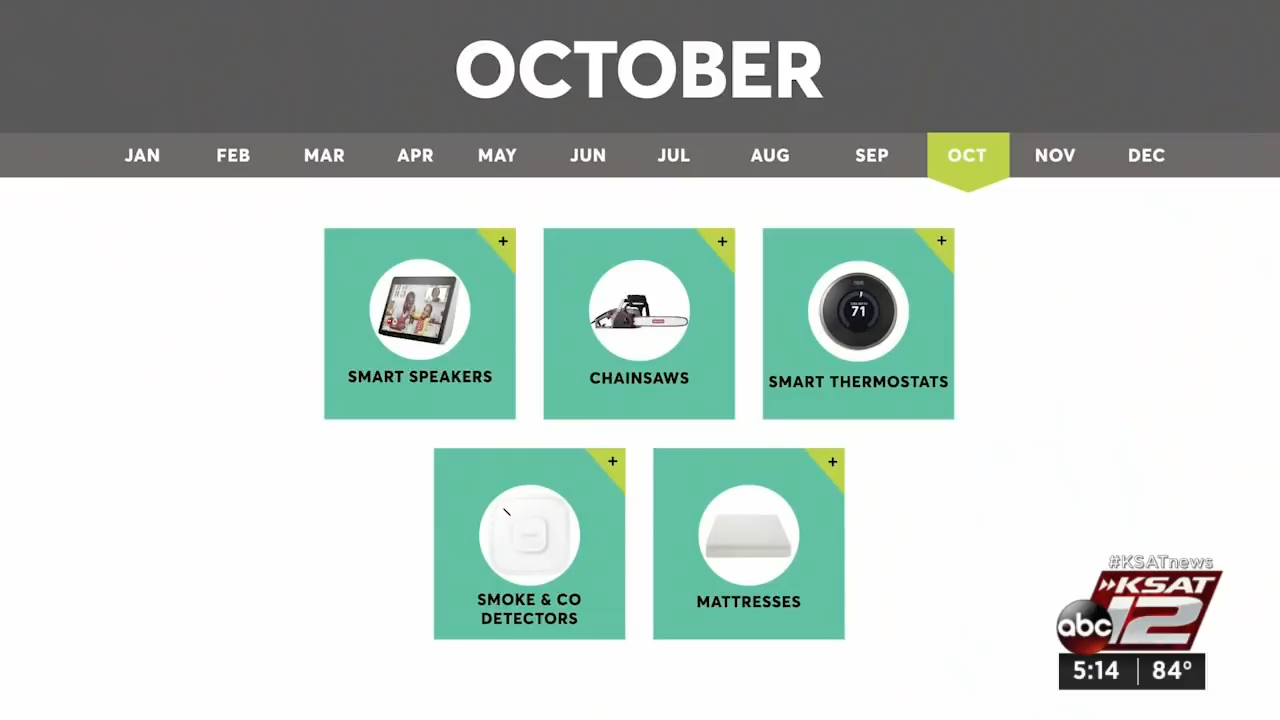 OCTOBER
JAN FEB MAR APR MAY JUN JUL AUG SEP OCT NOV DEC
+ + +
71
SMART SPEAKERS CHAINSAWS SMART THERMOSTATS
+ +
SMOKE & CO
DETECTORS
MATTRESSES
#KSATnews
KSAT
abc 12
5:14 84°